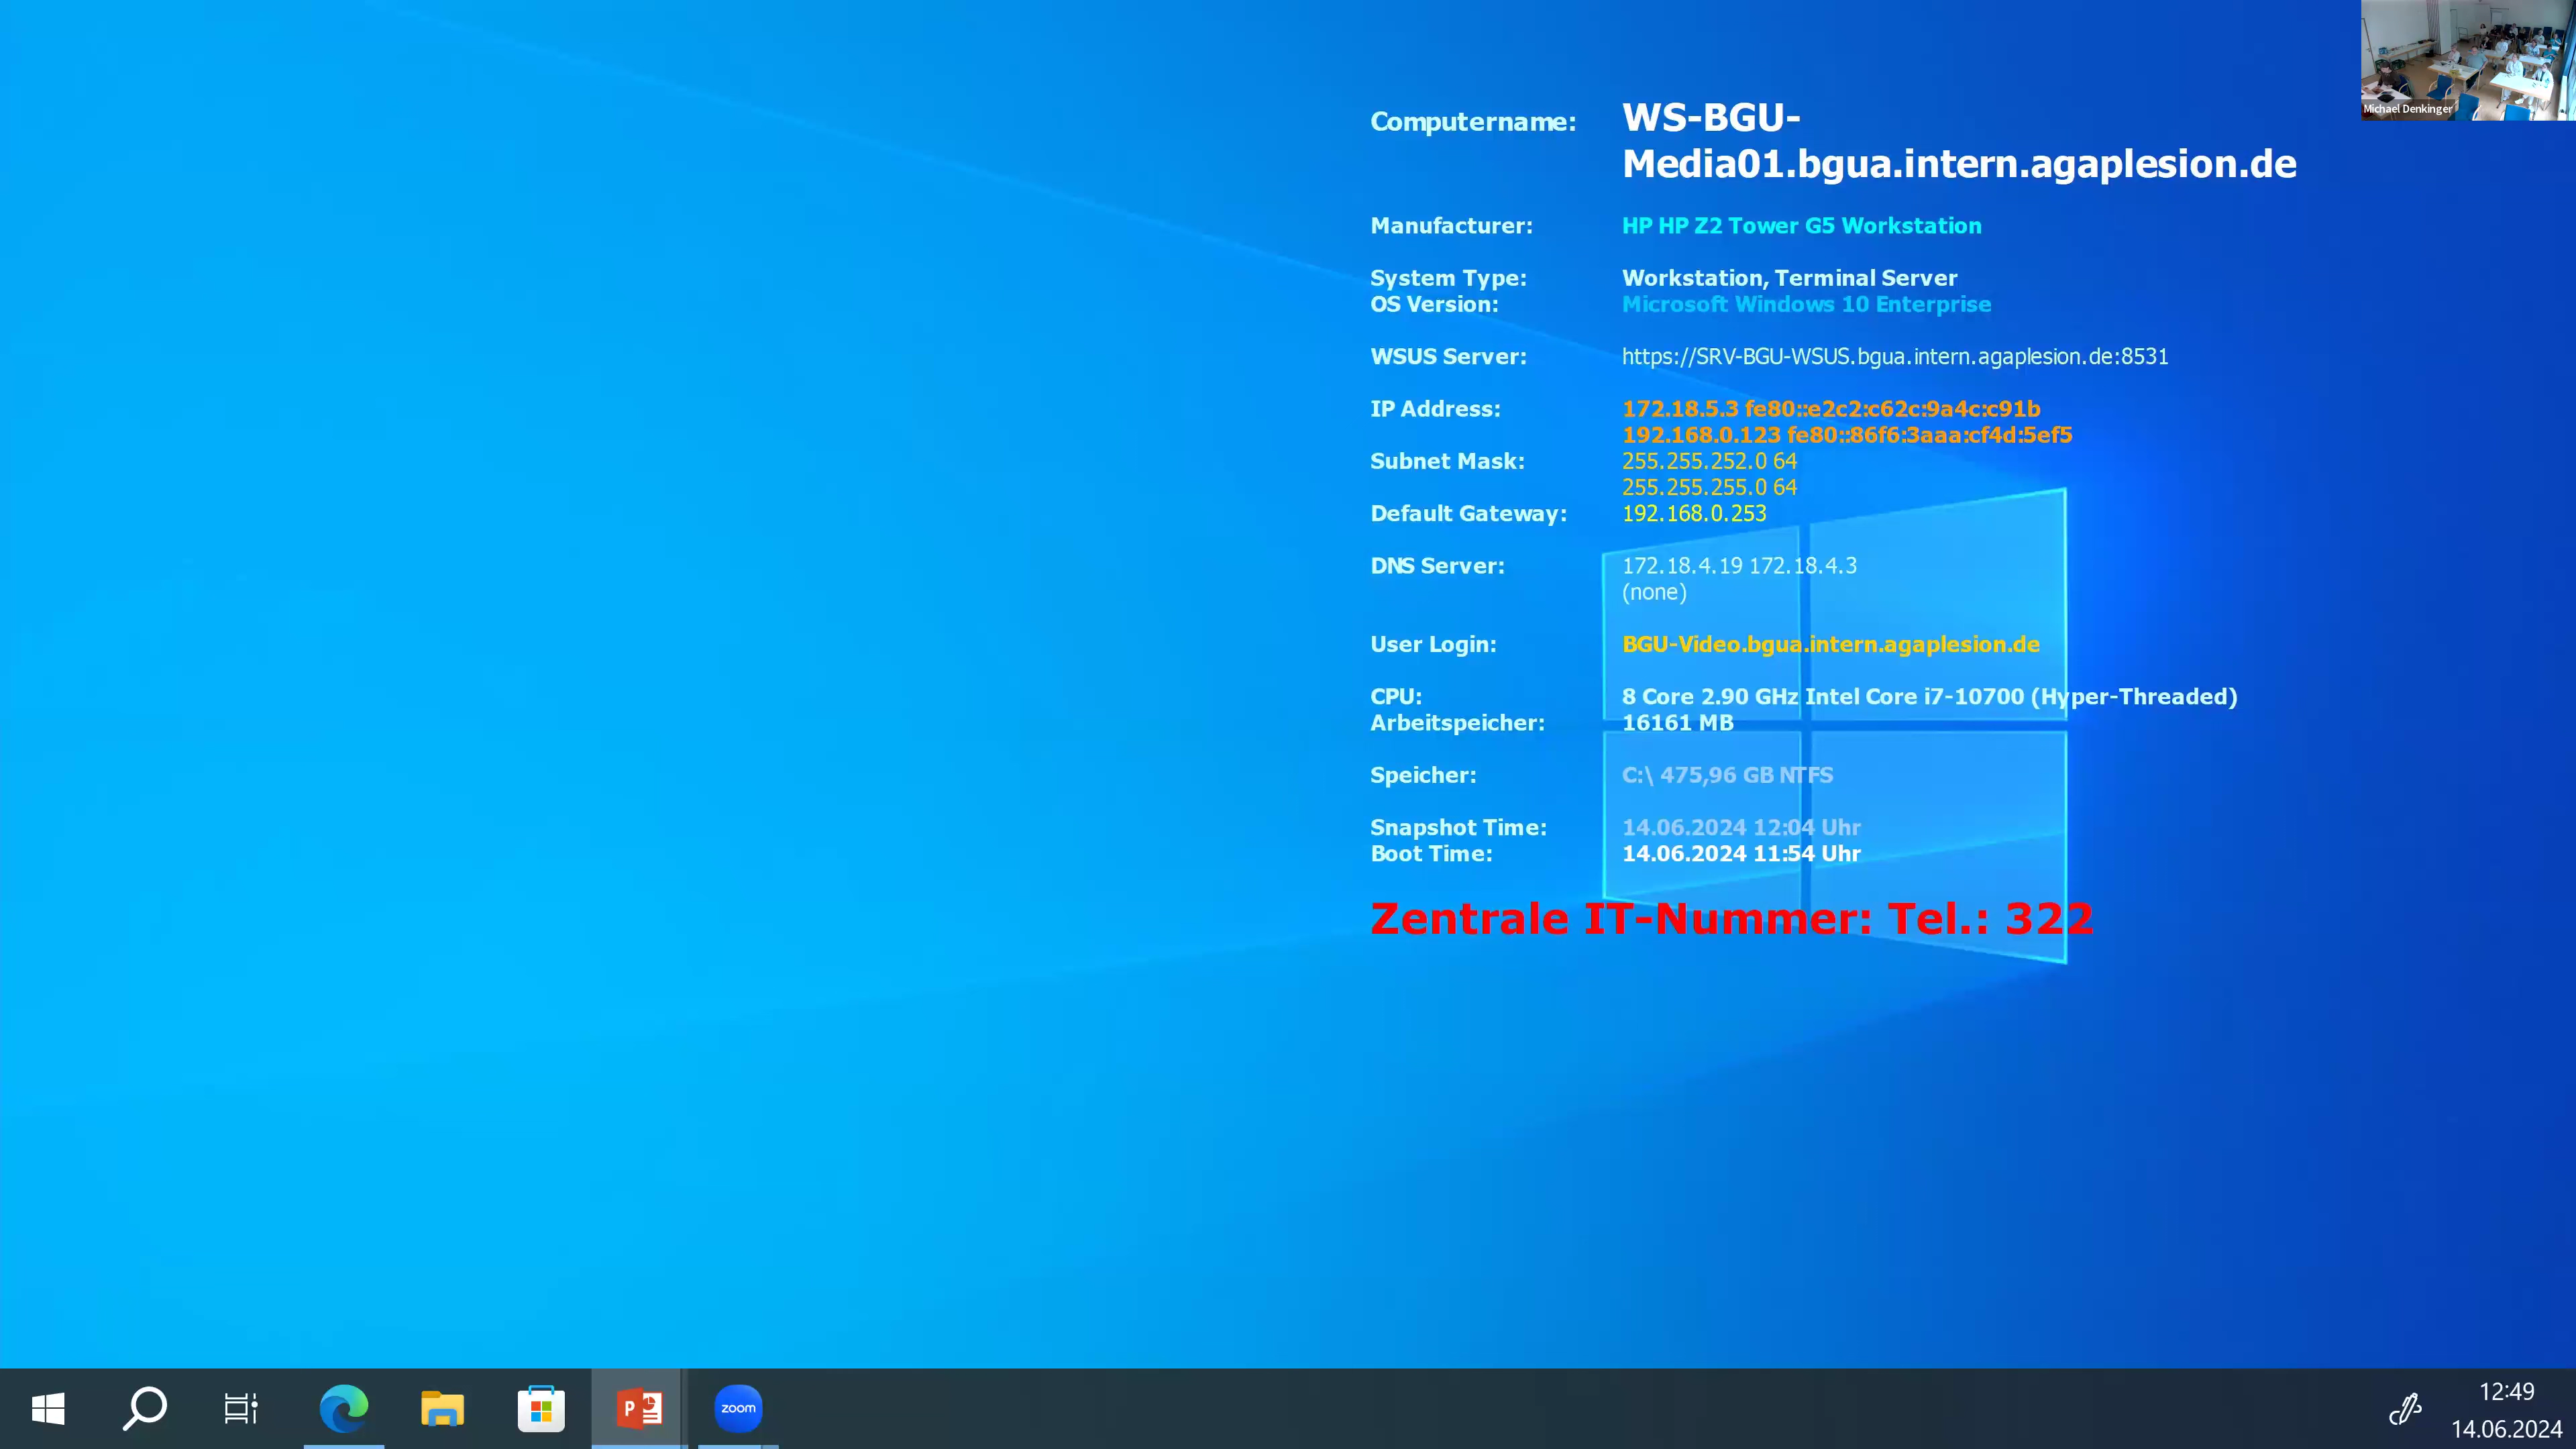 Michael Denkinger
Computername: WS-BGU-
Media01.bgua.intern.agaplesion.de
Manufacturer: HP HP Z2 Tower G5 Workstation
System Type: Workstation, Terminal Server
OS Version: Microsoft Windows 10 Enterprise
WSUS Server: https://SRV-BGU-WSUS.bgua.intern.agaplesion.de:8531
IP Address: 172.18.5.3 fe80::e2c2:c62c:9a4c:c91b
192.168.0.123 fe80::86f6:3aaa:cf4d:5ef5
Subnet Mask: 255.255.252.0 64
255.255.255.0 64
Default Gateway: 192.168.0.253
DNS Server: 172.18.4.19 172.18.4.3
(none)
User Login: BGU-Video.bgua.intern.agaplesion.de
CPU: 8 Core 2.90 GHz Intel Core i7-10700 (Hyper-Threaded)
Arbeitspeicher: 16161 MB
Speicher: C:\ 475,96 GB NTFS
Snapshot Time: 14.06.2024 12:04 Uhr
Boot Time: 14.06.2024 11:54 Uhr
Zentrale IT-Nummer: Tel.: 322
P
zoom
12:49
14.06.2024